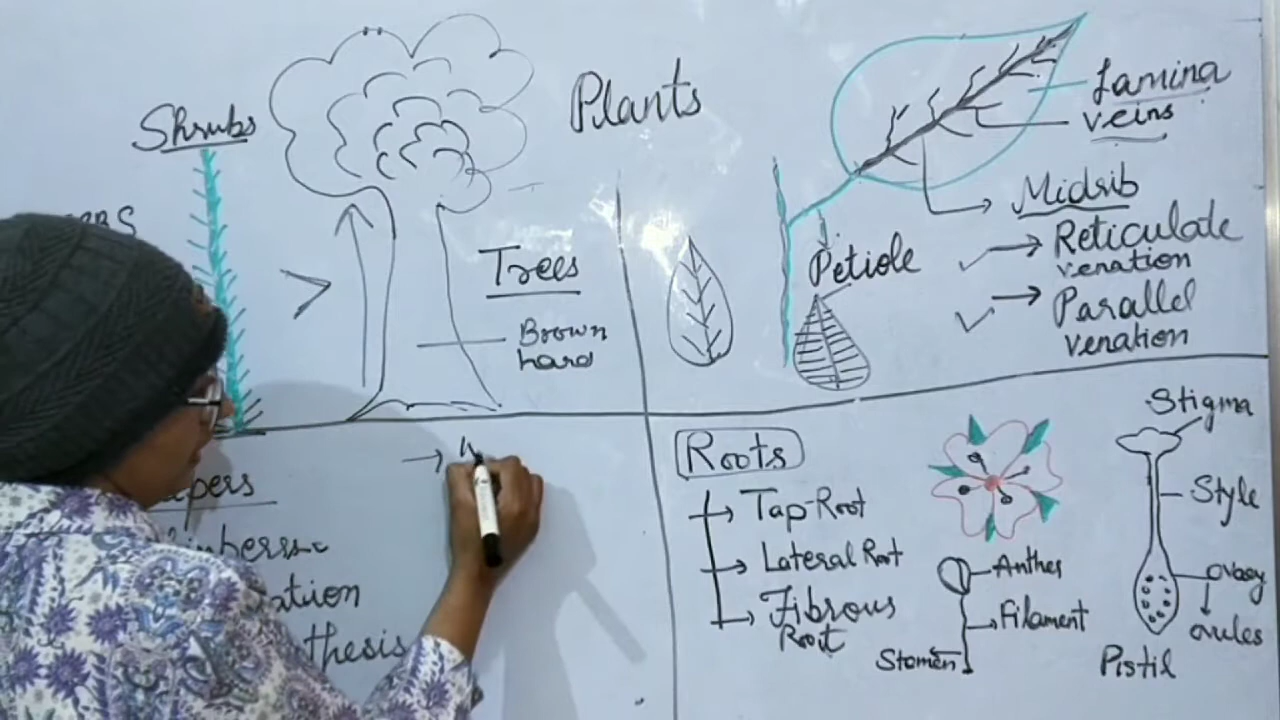 Plants
Shrubs
Trees
Brown
hard
Lamina
veins
Midrib
Reticulate
venation
Parallel
venation
Petiole
Roots
Tap-Root
Lateral Root
Fibrous
Root
Anther
Filament
Stamen
Stigma
Style
ovary
ovules
Pistil